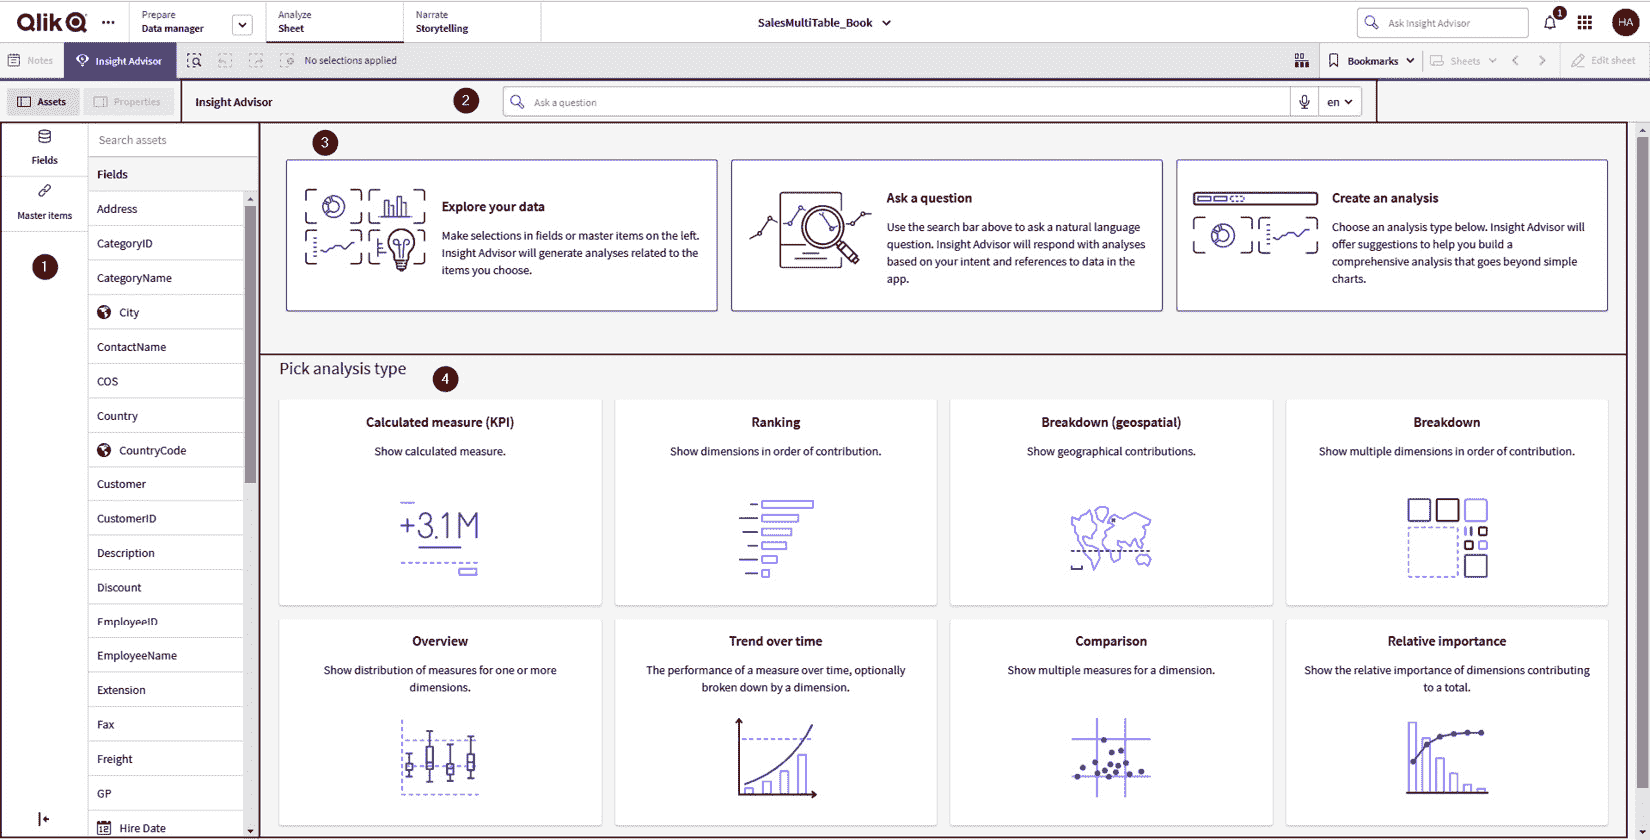 Qlik
Prepare
Data manager
Analyze
Sheet
Narrate
Storytelling
SalesMultiTable_Book
Ask Insight Advisor
1
HA
Notes
Insight Advisor
No selections applied
Bookmarks
Sheets
Edit sheet
Assets
Properties
Insight Advisor
2
Ask a question
en
Fields
Master items
1
Search assets
Fields
Address
CategoryID
CategoryName
City
ContactName
COS
Country
CountryCode
Customer
CustomerID
Description
Discount
EmployeeID
EmployeeName
Extension
Fax
Freight
GP
12
Hire Date
3
Explore your data
Make selections in fields or master items on the left.
Insight Advisor will generate analyses related to the
items you choose.
Ask a question
Use the search bar above to ask a natural language
question. Insight Advisor will respond with analyses
based on your intent and references to data in the
app.
Create an analysis
Choose an analysis type below. Insight Advisor will
offer suggestions to help you build a
comprehensive analysis that goes beyond simple
charts.
Pick analysis type
4
Calculated measure (KPI)
Show calculated measure.
+3.1M
Ranking
Show dimensions in order of contribution.
Breakdown (geospatial)
Show geographical contributions.
Breakdown
Show multiple dimensions in order of contribution.
Overview
Show distribution of measures for one or more
dimensions.
Trend over time
The performance of a measure over time, optionally
broken down by a dimension.
Comparison
Show multiple measures for a dimension.
Relative importance
Show the relative importance of dimensions contributing
to a total.